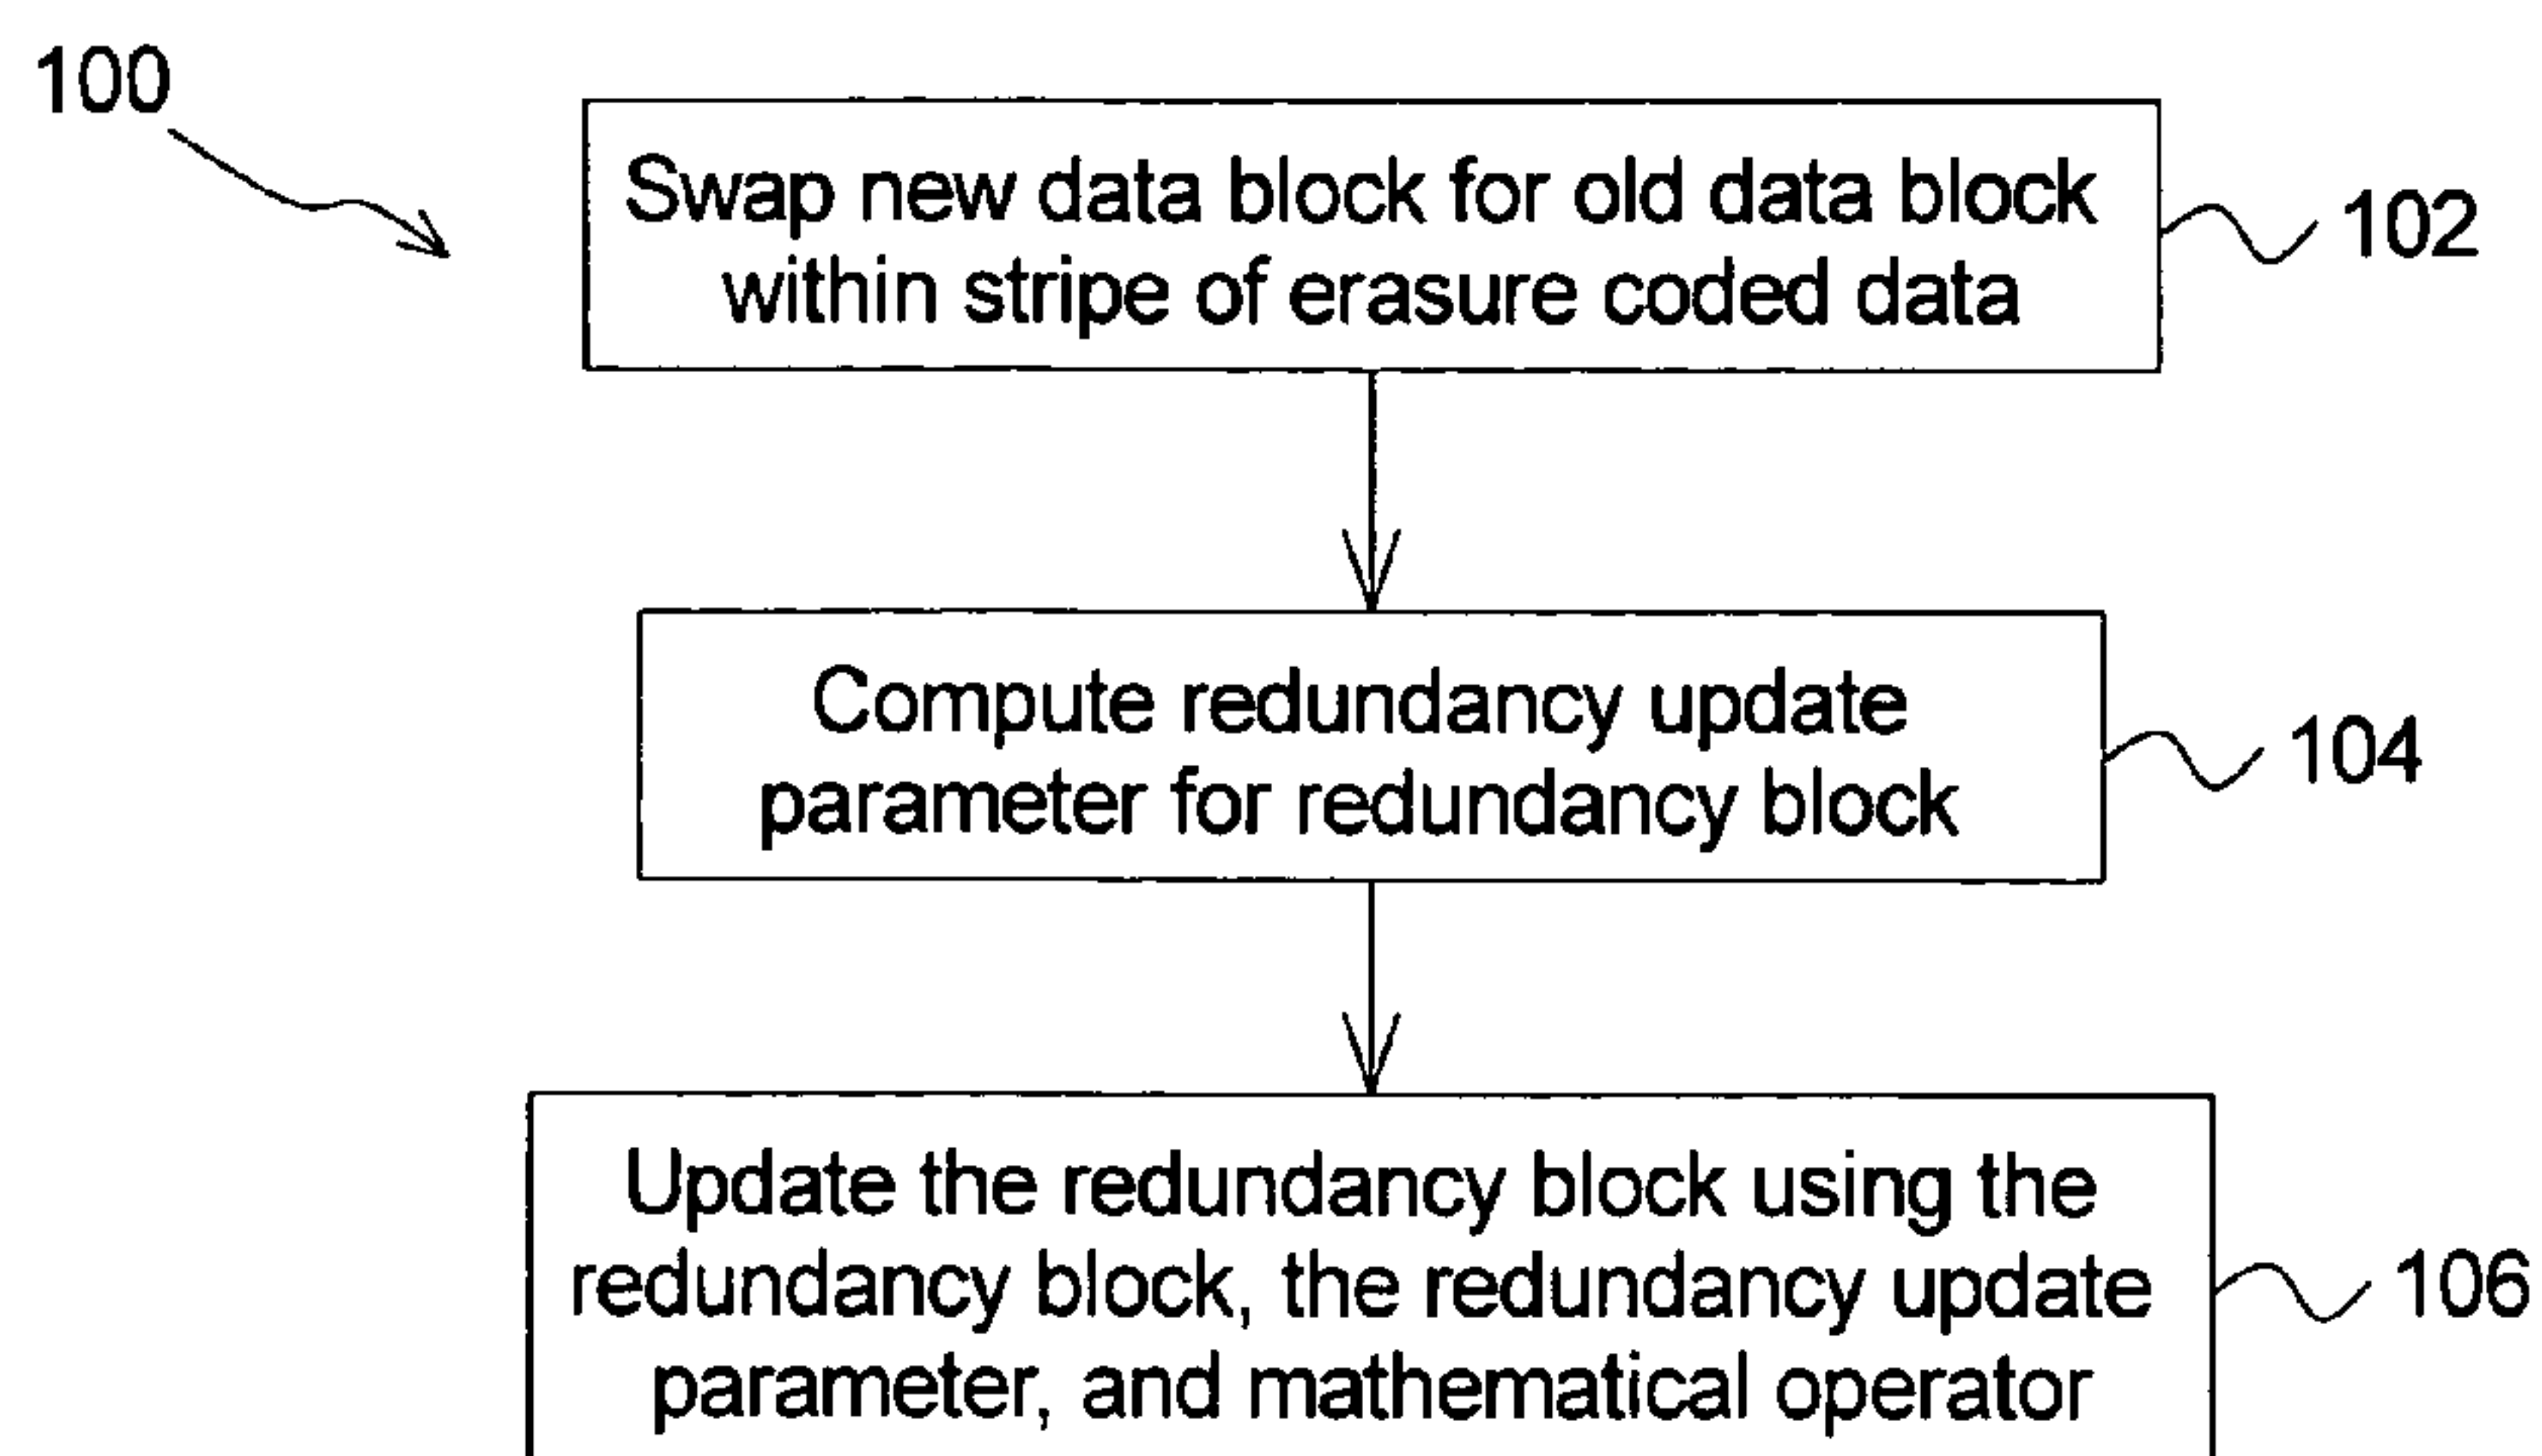 100
Swap new data block for old data block
within stripe of erasure coded data
102
Compute redundancy update
parameter for redundancy block
104
Update the redundancy block using the
redundancy block, the redundancy update
parameter, and mathematical operator
106